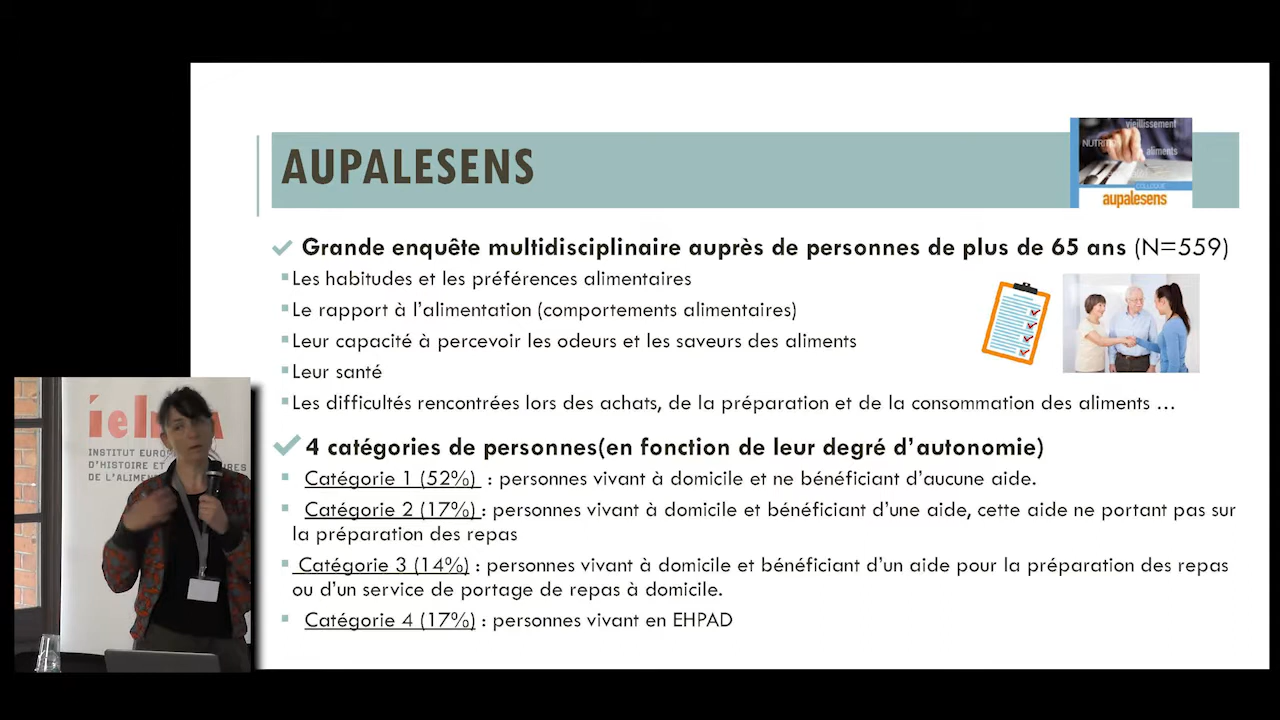 AUPALESENS
vieillissement
NUTRITI
aliments
COLLOQUE
aupalesens
✓ Grande enquête multidisciplinaire auprès de personnes de plus de 65 ans (N=559)
▪Les habitudes et les préférences alimentaires
▪Le rapport à l'alimentation (comportements alimentaires)
▪Leur capacité à percevoir les odeurs et les saveurs des aliments
▪Leur santé
▪Les difficultés rencontrées lors des achats, de la préparation et de la consommation des aliments ...
✓ 4 catégories de personnes(en fonction de leur degré d'autonomie)
▪ Catégorie 1 (52%) : personnes vivant à domicile et ne bénéficiant d'aucune aide.
▪ Catégorie 2 (17%) : personnes vivant à domicile et bénéficiant d'une aide, cette aide ne portant pas sur
la préparation des repas
▪ Catégorie 3 (14%) : personnes vivant à domicile et bénéficiant d'un aide pour la préparation des repas
ou d'un service de portage de repas à domicile.
▪ Catégorie 4 (17%) : personnes vivant en EHPAD
INSTITUT EURO
D'HISTOIRE ET URES
DE L'ALIME